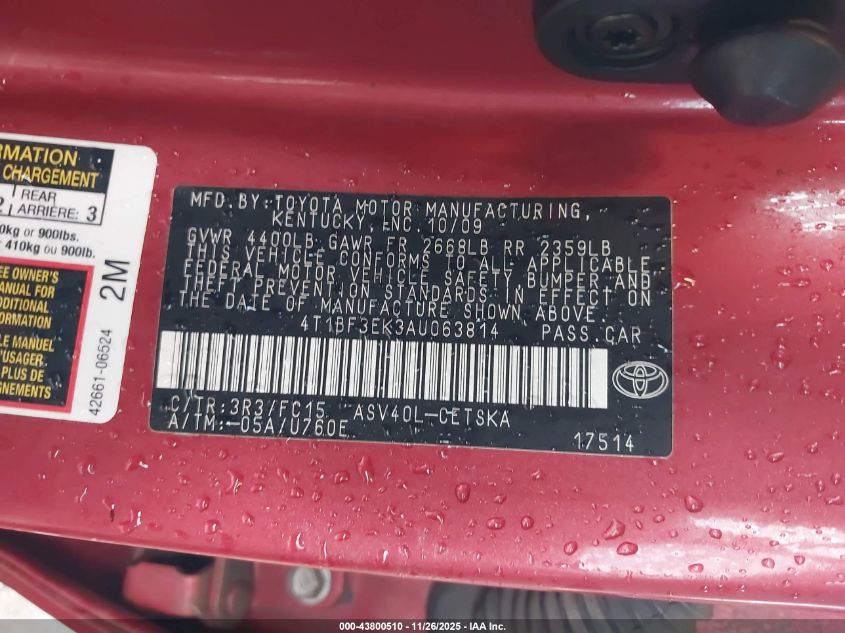 RMATION
CHARGEMENT
REAR
ARRIÈRE: 3
0kg or 900lbs.
410kg ou 900lb.
EE OWNER'S
MANUAL FOR
DDITIONAL
FORMATION
LE MANUEL
'USAGER
PLUS DE
GNEMENTS
2M
42661-06524
MFD. BY: TOYOTA MOTOR MANUFACTURING,
KENTUCKY, INC. 10/09
GVWR 4400LB GAWR FR 2668LB RR 2359LB
THIS VEHICLE CONFORMS TO ALL APPLICABLE
FEDERAL MOTOR VEHICLE SAFETY, BUMPER, AND
THEFT PREVENTION STANDARDS IN EFFECT ON
THE DATE OF MANUFACTURE SHOWN ABOVE.
4T1BF3EK3AU063814 PASS. CAR
C/TR: 3R3/FC15 ASV40L-CETSKA
A/TM: -05A/U760E
17514
000-43800510 - 11/26/2025 - IAA Inc.